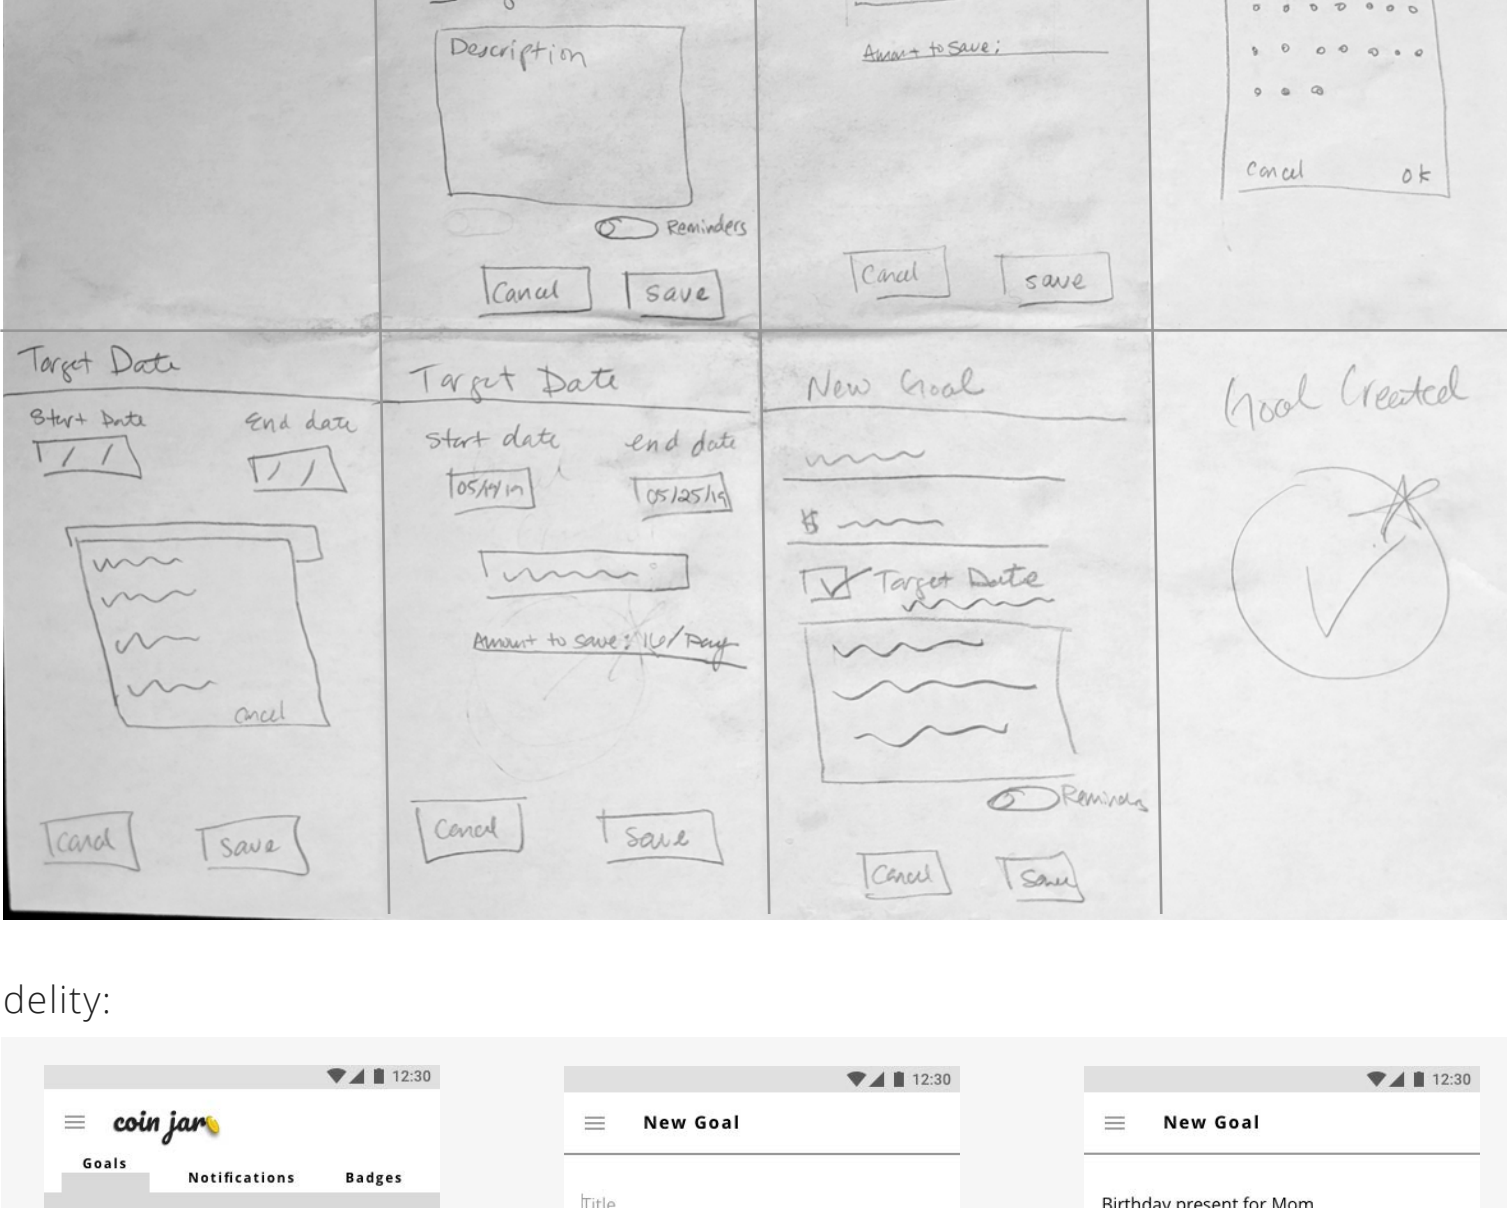 Description
Reminders
Cancel
save
Amount to save:
Cancel
save
Cancel
ok
Target Date
Start Date
End date
/ /
/ /
Cancel
Cancel
save
Target Date
Start date
end date
05/25/19
Amount to save: 16/Day
Cancel
save
New Goal
$
Target Date
Reminders
Cancel
Save
Goal Created
delity:
12:30
coin jar
Goals
Notifications
Badges
12:30
New Goal
Title
12:30
New Goal
Birthday present for Mom